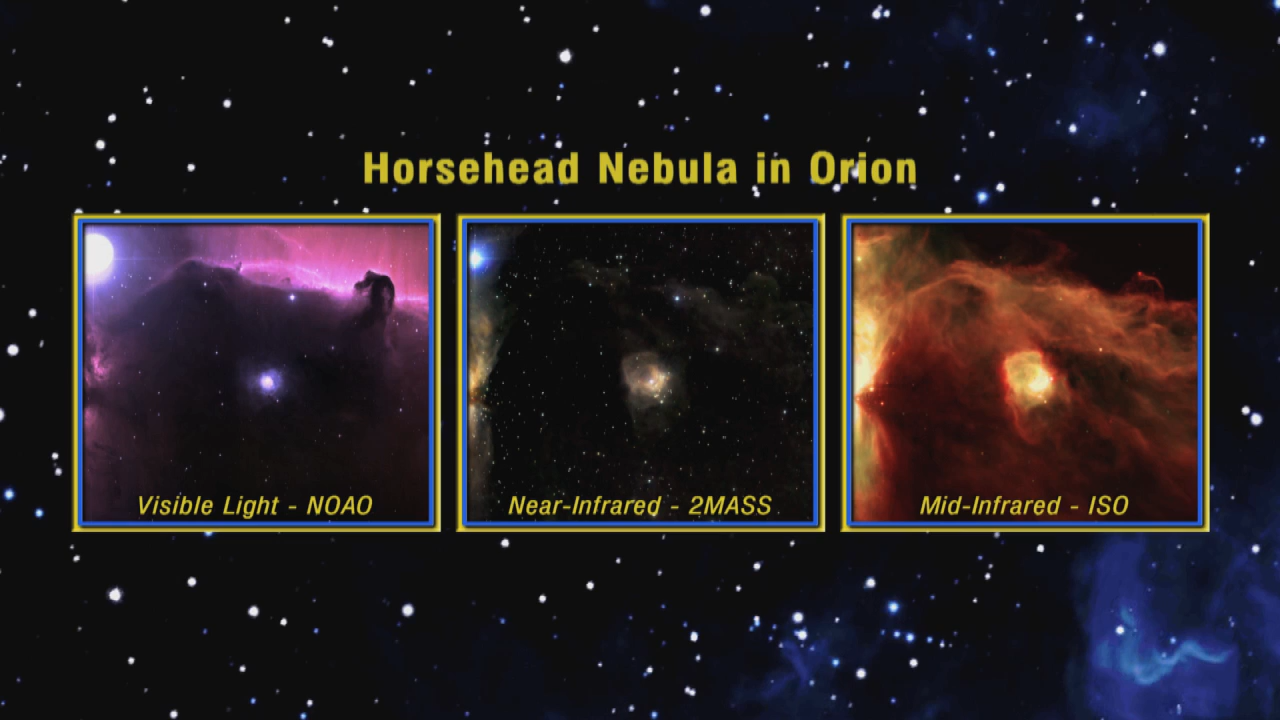 Horsehead Nebula in Orion
Visible Light - NOAO
Near-Infrared - 2MASS
Mid-Infrared - ISO